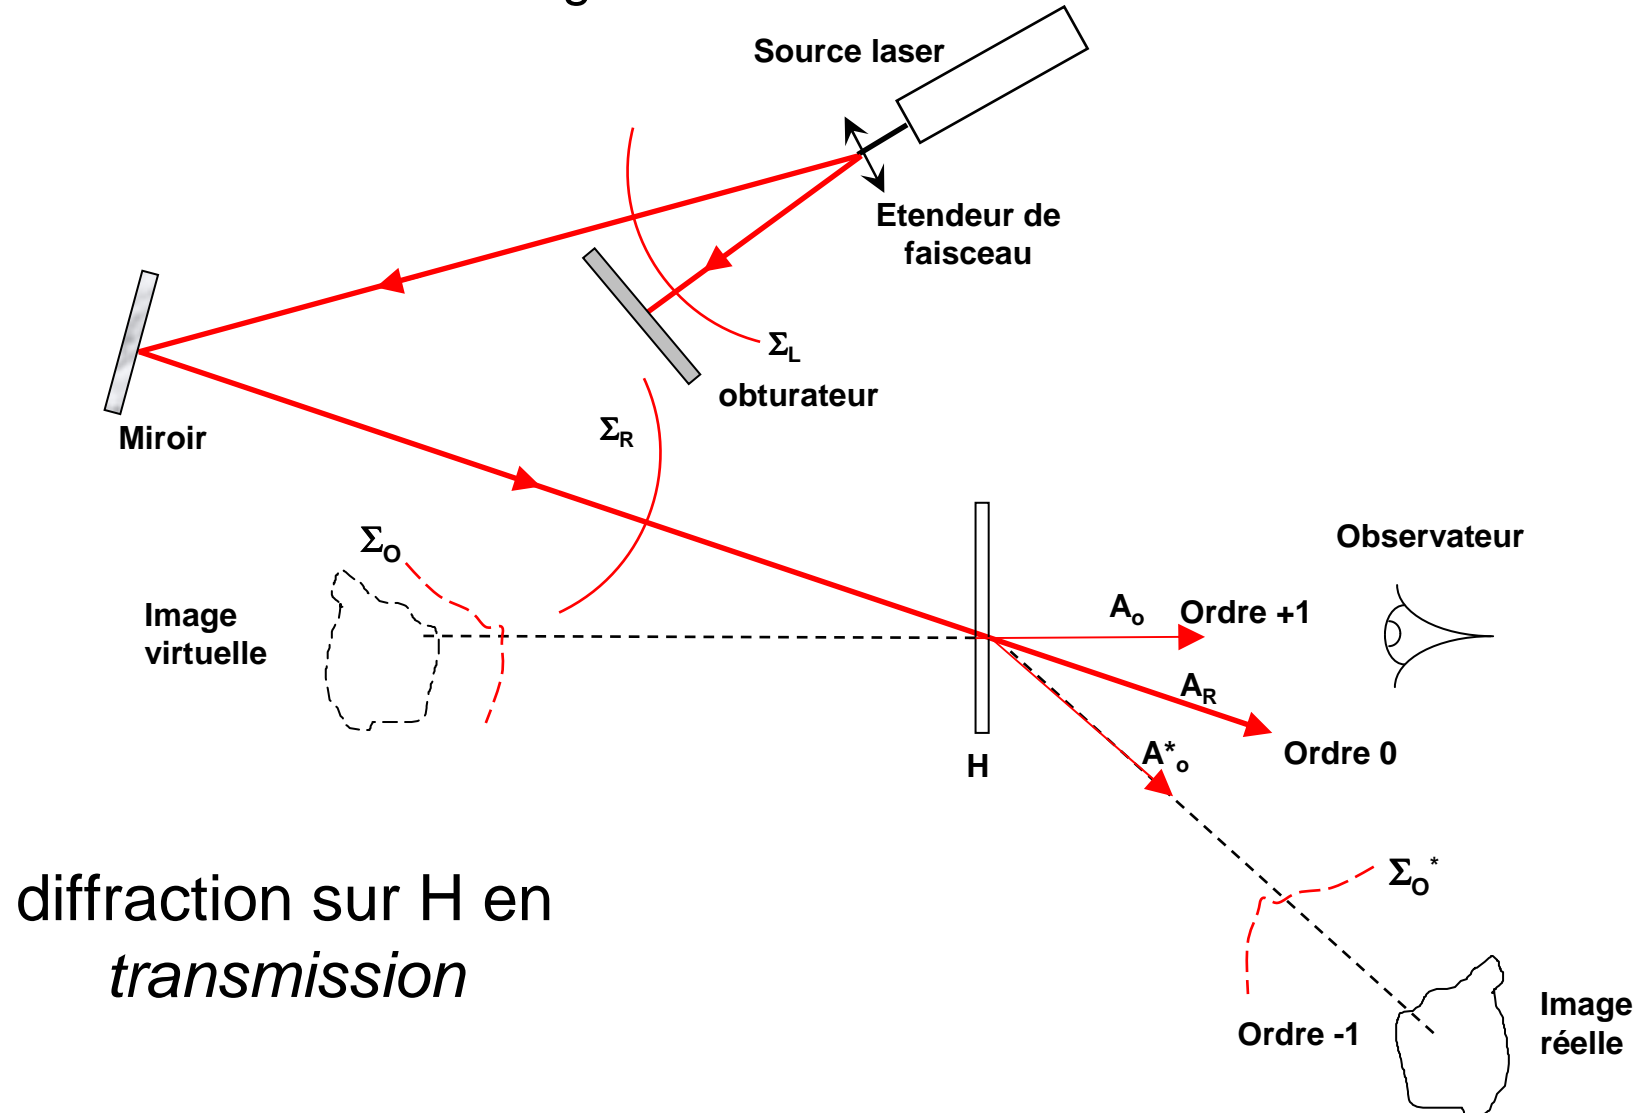 Source laser
Etendeur de
faisceau
Σ_L
obturateur
Miroir
Σ_R
Σ_O
Observateur
Image
virtuelle
A_o Ordre +1
A_R
Ordre 0
H
A*_o
Σ_O*
diffraction sur H en
transmission
Ordre -1
Image
réelle